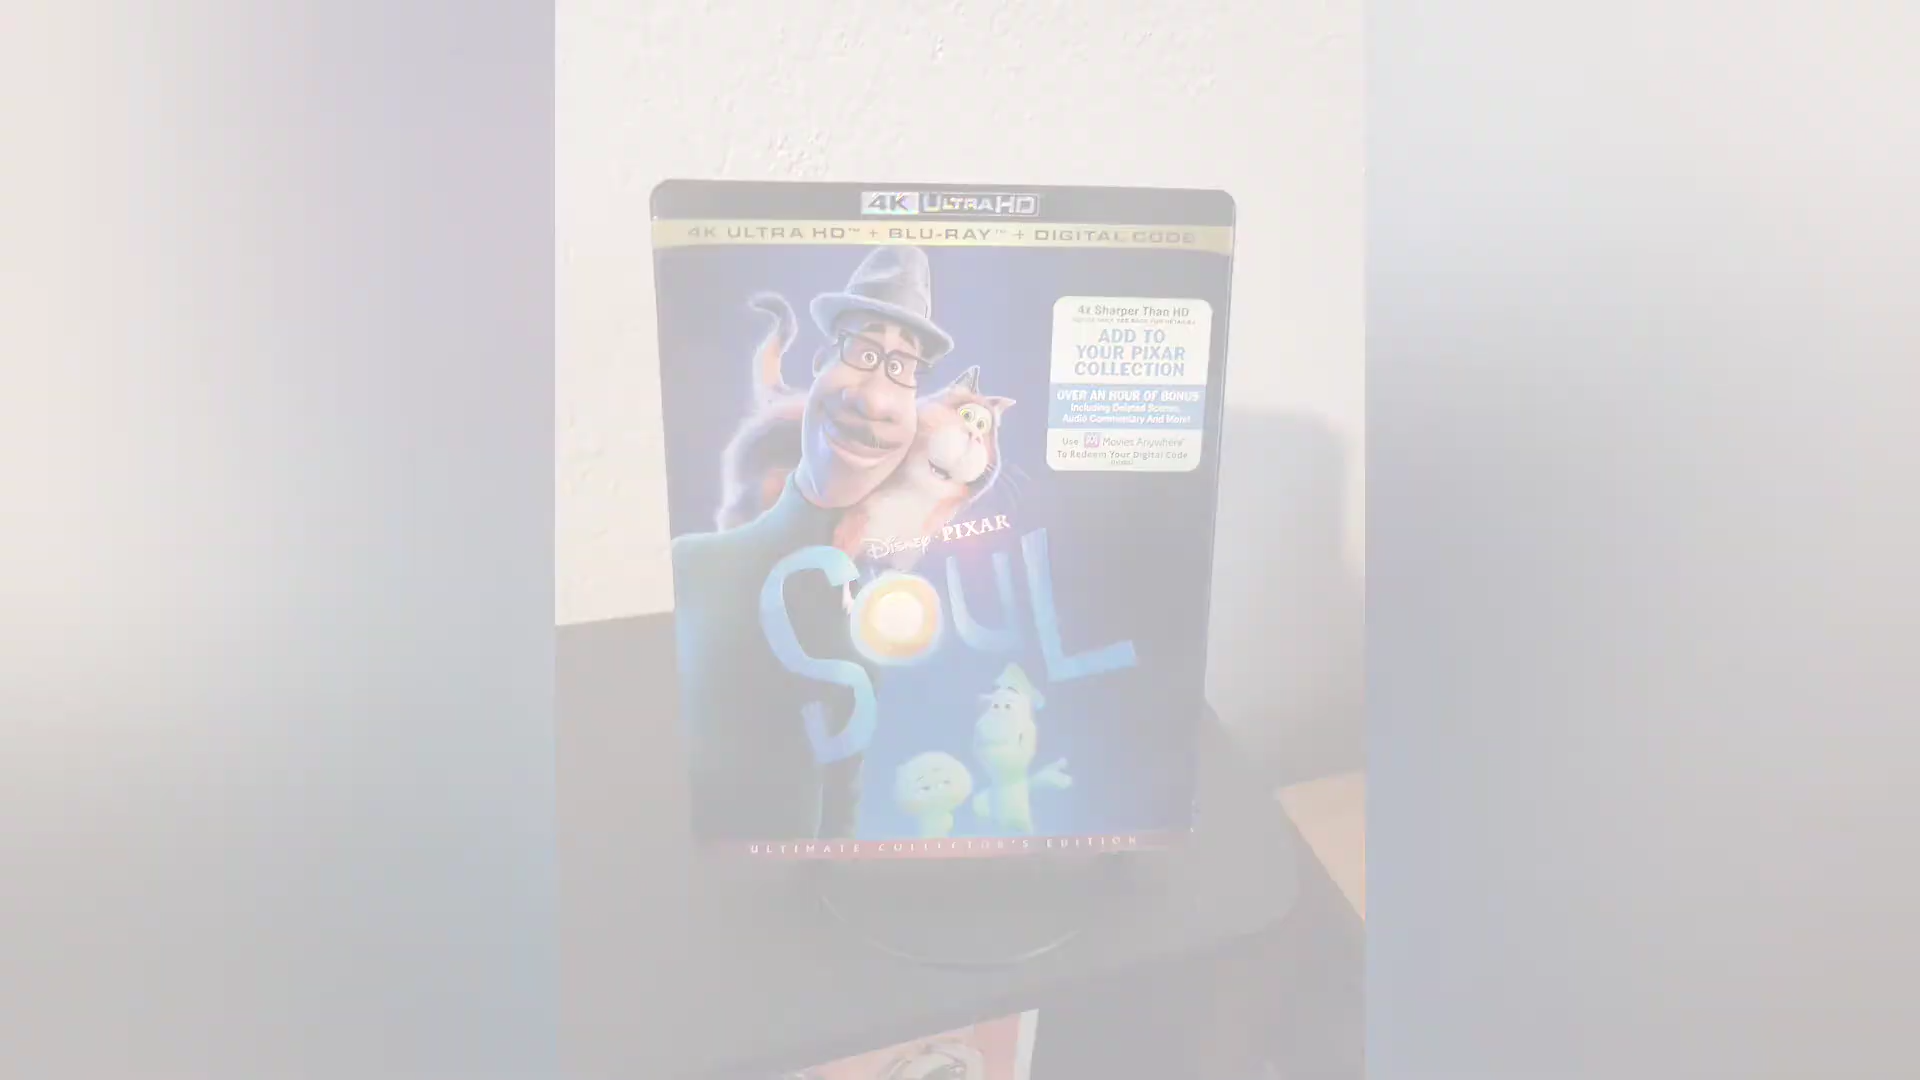 4K ULTRA HD
4K ULTRA HD™ + BLU-RAY™ + DIGITAL CODE
4x Sharper Than HD
ADD TO
YOUR PIXAR
COLLECTION
OVER AN HOUR OF BONUS
Including Deleted Scenes,
Audio Commentary And More!
Use Movies Anywhere
To Redeem Your Digital Code
Disney · PIXAR
SOUL
ULTIMATE COLLECTOR'S EDITION